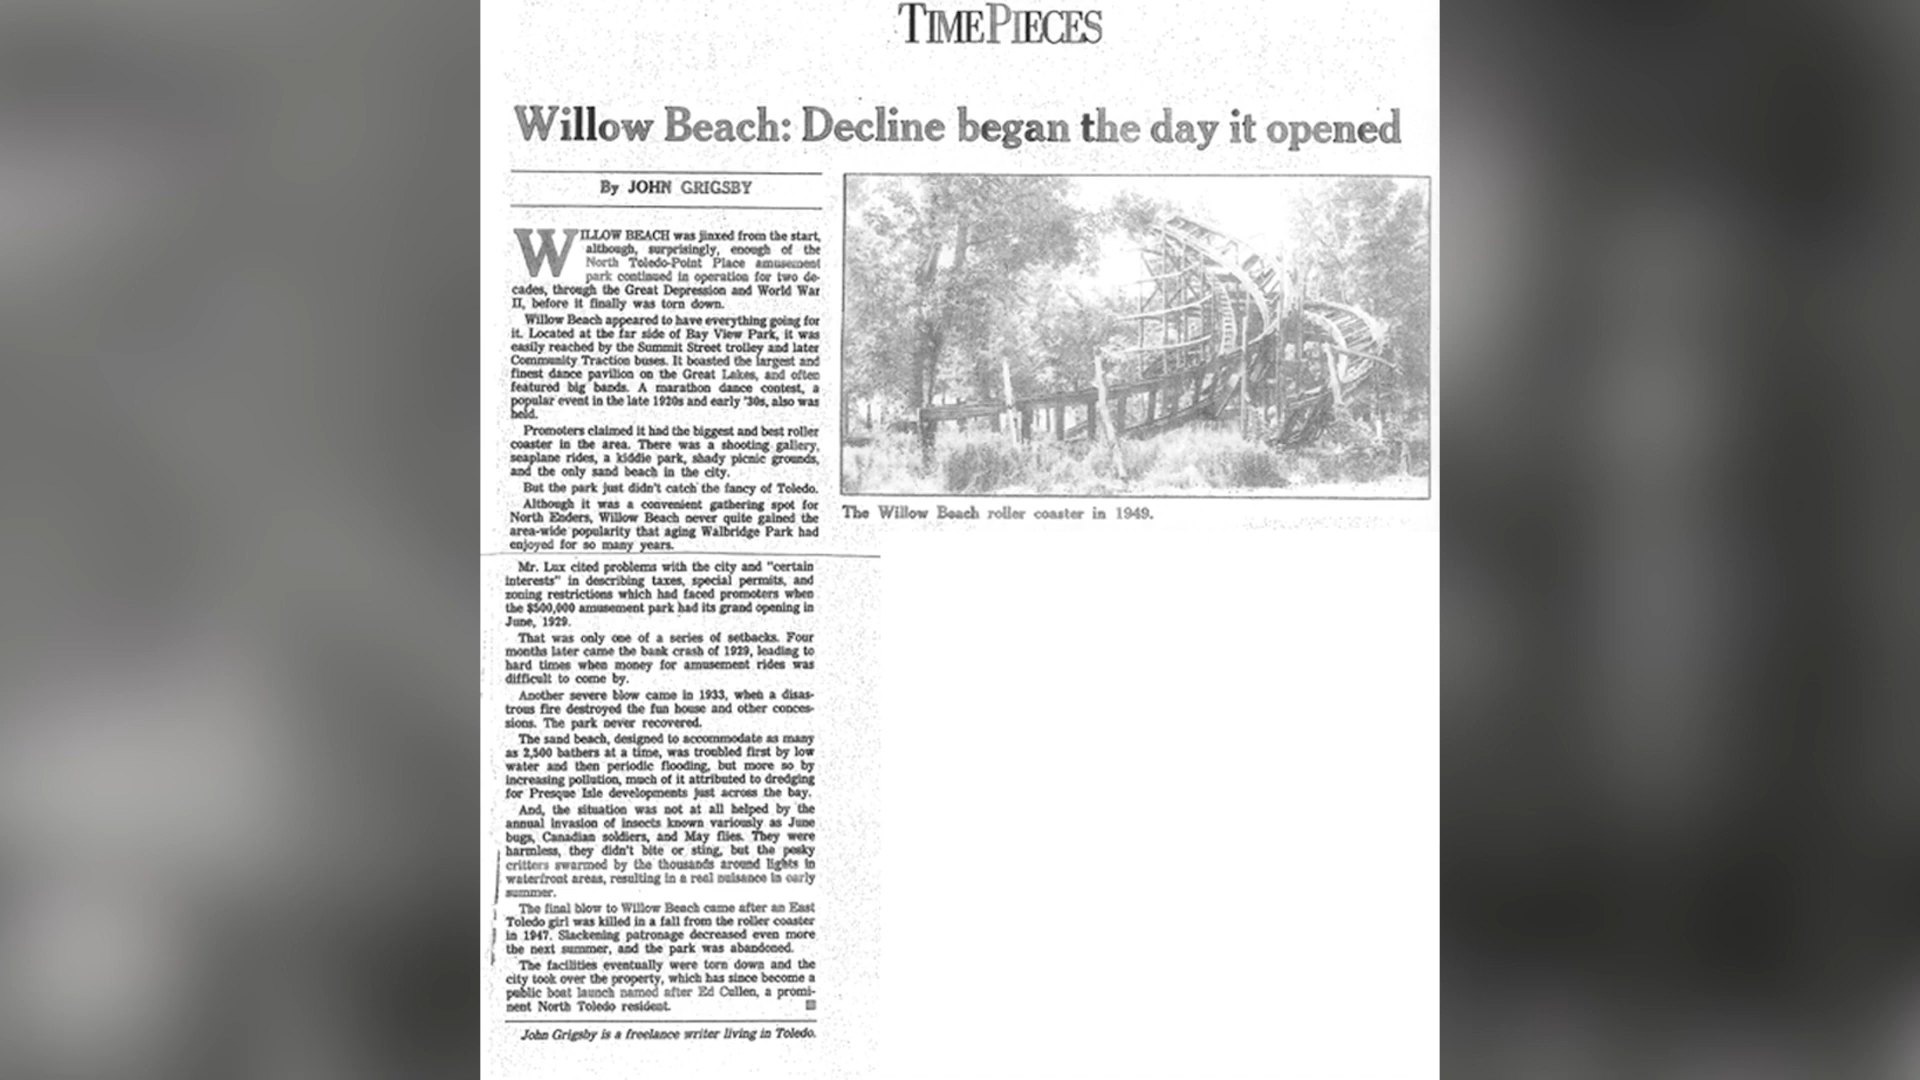 TIMEPIECES
Willow Beach: Decline began the day it opened
By JOHN GRIGSBY
WILLOW BEACH was jinxed from the start,
although, surprisingly, enough of the
North Toledo-Point Place amusement
park continued in operation for two de-
cades, through the Great Depression and World War
II, before it finally was torn down.
Willow Beach appeared to have everything going for
it. Located at the far side of Bay View Park, it was
easily reached by the Summit Street trolley and later
Community Traction buses. It boasted the largest and
finest dance pavilion on the Great Lakes, and often
featured big bands. A marathon dance contest, a
popular event in the late 1920s and early '30s, also was
held.
Promoters claimed it had the biggest and best roller
coaster in the area. There was a shooting gallery,
seaplane rides, a kiddie park, shady picnic grounds,
and the only sand beach in the city.
But the park just didn't catch the fancy of Toledo.
Although it was a convenient gathering spot for
North Enders, Willow Beach never quite gained the
area-wide popularity that aging Walbridge Park had
enjoyed for so many years.
Mr. Lux cited problems with the city and "certain
interests" in describing taxes, special permits, and
zoning restrictions which had faced promoters when
the $500,000 amusement park had its grand opening in
June, 1929.
That was only one of a series of setbacks. Four
months later came the bank crash of 1929, leading to
hard times when money for amusement rides was
difficult to come by.
Another severe blow came in 1933, when a disas-
trous fire destroyed the fun house and other conces-
sions. The park never recovered.
The sand beach, designed to accommodate as many
as 2,500 bathers at a time, was troubled first by low
water and then periodic flooding, but more so by
increasing pollution, much of it attributed to dredging
for Presque Isle developments just across the bay.
And, the situation was not at all helped by the
annual invasion of insects known variously as June
bugs, Canadian soldiers, and May flies. They were
harmless, they didn't bite or sting, but the pesky
critters swarmed by the thousands around lights in
waterfront areas, resulting in a real nuisance in early
summer.
The final blow to Willow Beach came after an East
Toledo girl was killed in a fall from the roller coaster
in 1947. Slackening patronage decreased even more
the next summer, and the park was abandoned.
The facilities eventually were torn down and the
city took over the property, which has since become a
public boat launch named after Ed Cullen, a promi-
nent North Toledo resident.
John Grigsby is a freelance writer living in Toledo.
The Willow Beach roller coaster in 1949.